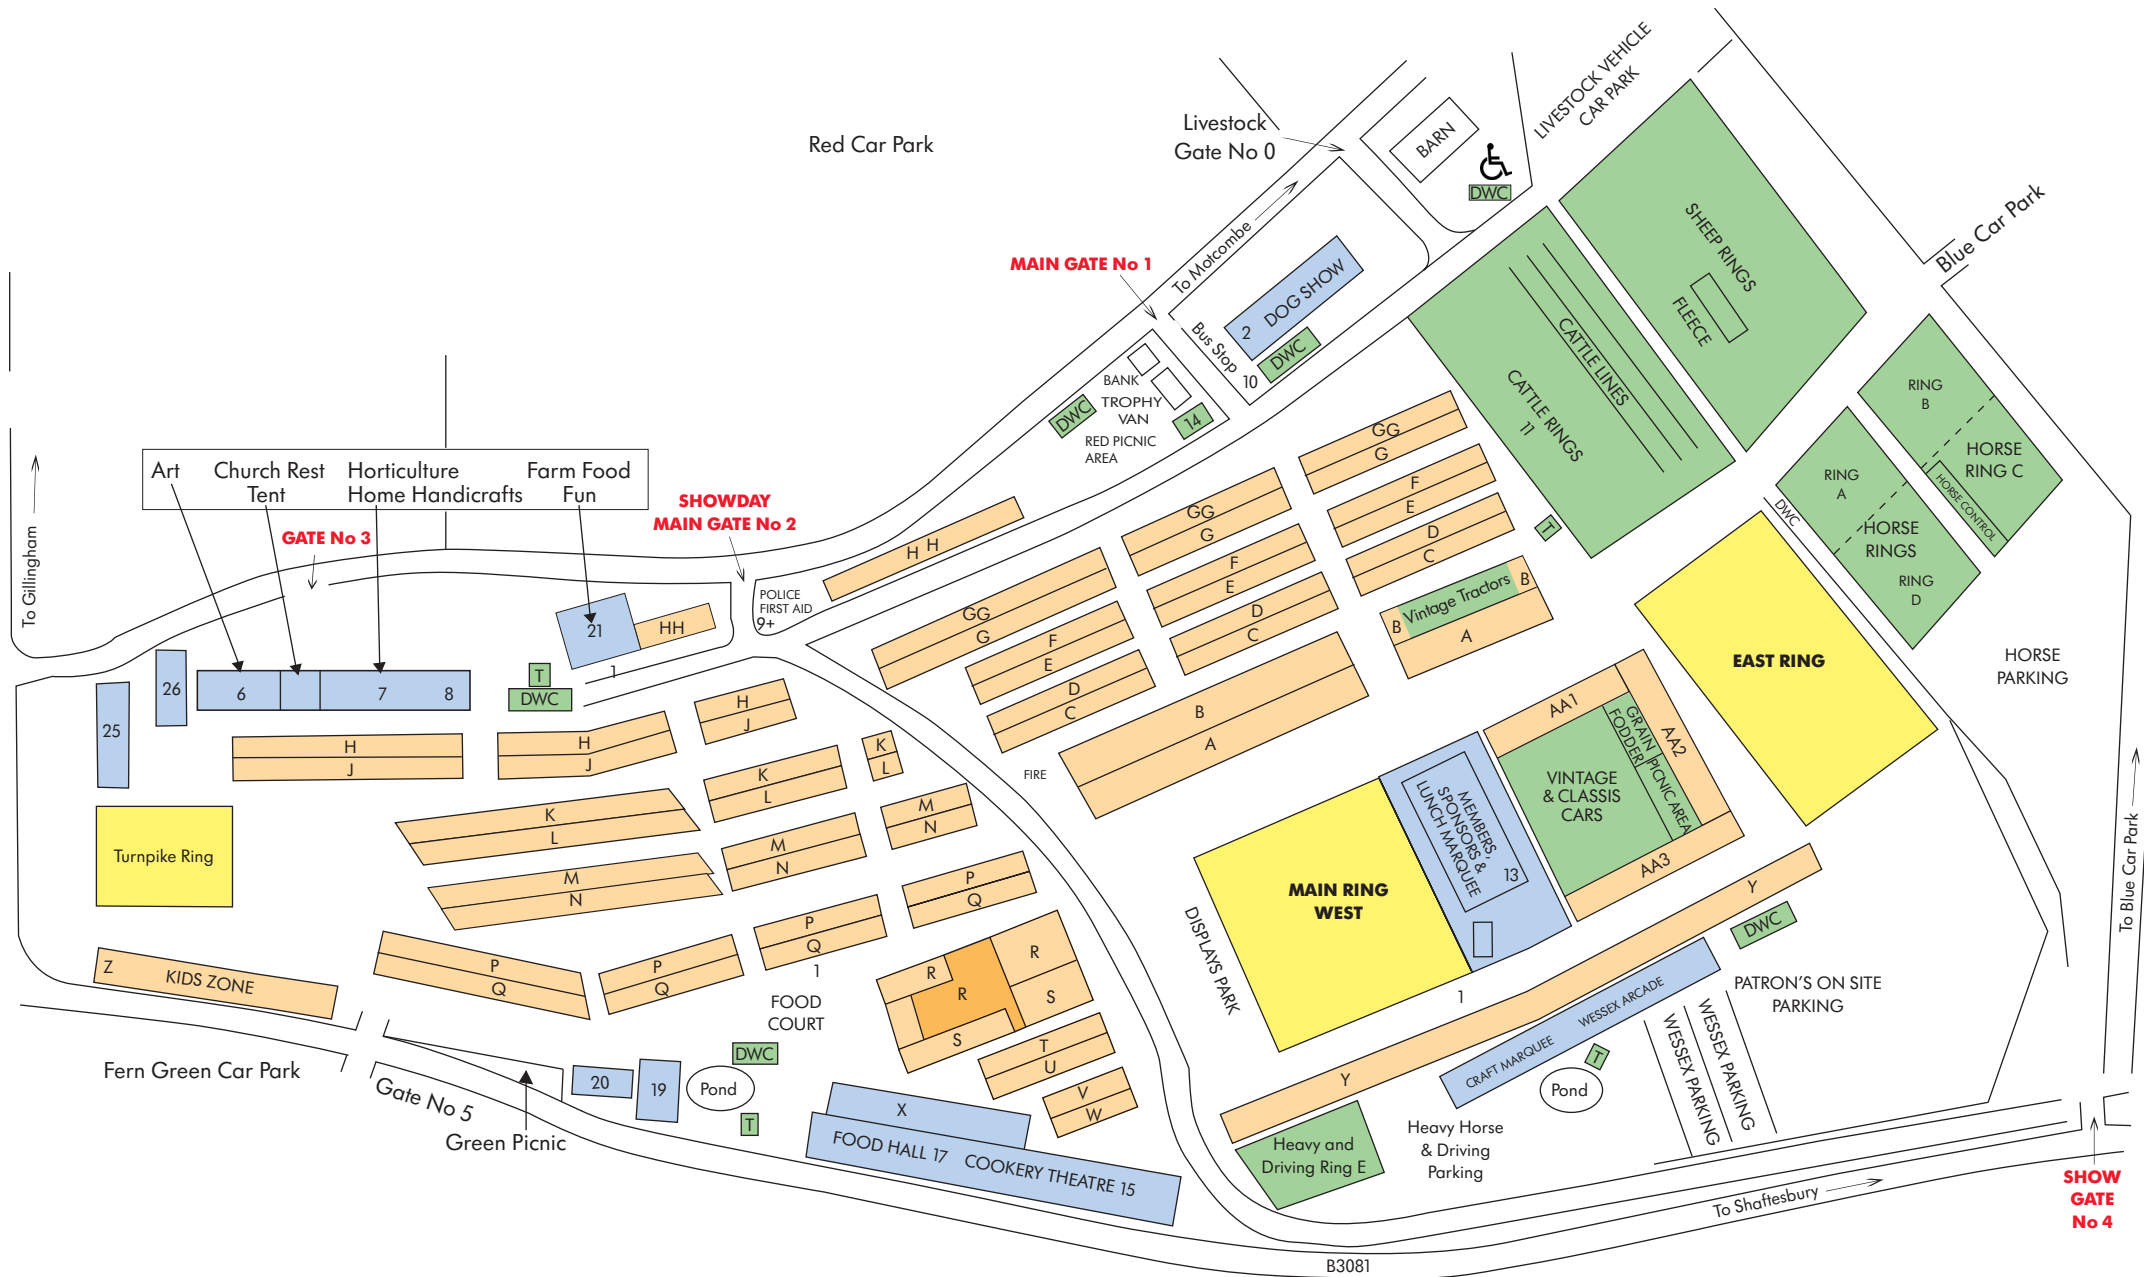 Red Car Park
Livestock
Gate No 0
BARN
DWC
LIVESTOCK VEHICLE
CAR PARK
SHEEP RINGS
FLEECE
Blue Car Park
MAIN GATE No 1
To Motcombe
Bus Stop
10
2 DOG SHOW
DWC
BANK
TROPHY
VAN
DWC
14
RED PICNIC
AREA
CATTLE LINES
CATTLE RINGS
11
RING
B
HORSE
RING C
HORSE CONTROL
RING
A
HORSE
RINGS
RING
D
DWC
HORSE
PARKING
To Gillingham
Art
Church Rest
Tent
Horticulture
Home Handicrafts
Farm Food
Fun
GATE No 3
SHOWDAY
MAIN GATE No 2
POLICE
FIRST AID
9+
H H
21
HH
1
T
DWC
26
25
6
7
8
GG
G
F
E
D
C
GG
G
F
E
D
C
GG
G
F
E
D
C
T
B
Vintage Tractors
B
A
B
A
FIRE
EAST RING
AA1
AA2
AA3
GRAIN
FODDER
PICNIC AREA
VINTAGE
& CLASSIS
CARS
MEMBERS,
SPONSORS &
LUNCH MARQUEE
13
MAIN RING
WEST
DISPLAYS PARK
H
J
H
J
H
J
K
L
K
L
K
L
M
N
M
N
M
N
P
Q
P
Q
P
Q
P
Q
1
Turnpike Ring
Z
KIDS ZONE
FOOD
COURT
R
R
R
S
S
T
U
V
W
DWC
Pond
T
20
19
X
FOOD HALL 17
COOKERY THEATRE 15
Fern Green Car Park
Gate No 5
Green Picnic
1
Y
Y
DWC
CRAFT MARQUEE
WESSEX ARCADE
T
Pond
PATRON'S ON SITE
PARKING
WESSEX PARKING
WESSEX PARKING
Heavy and
Driving Ring E
Heavy Horse
& Driving
Parking
To Shaftesbury
B3081
To Blue Car Park
SHOW
GATE
No 4